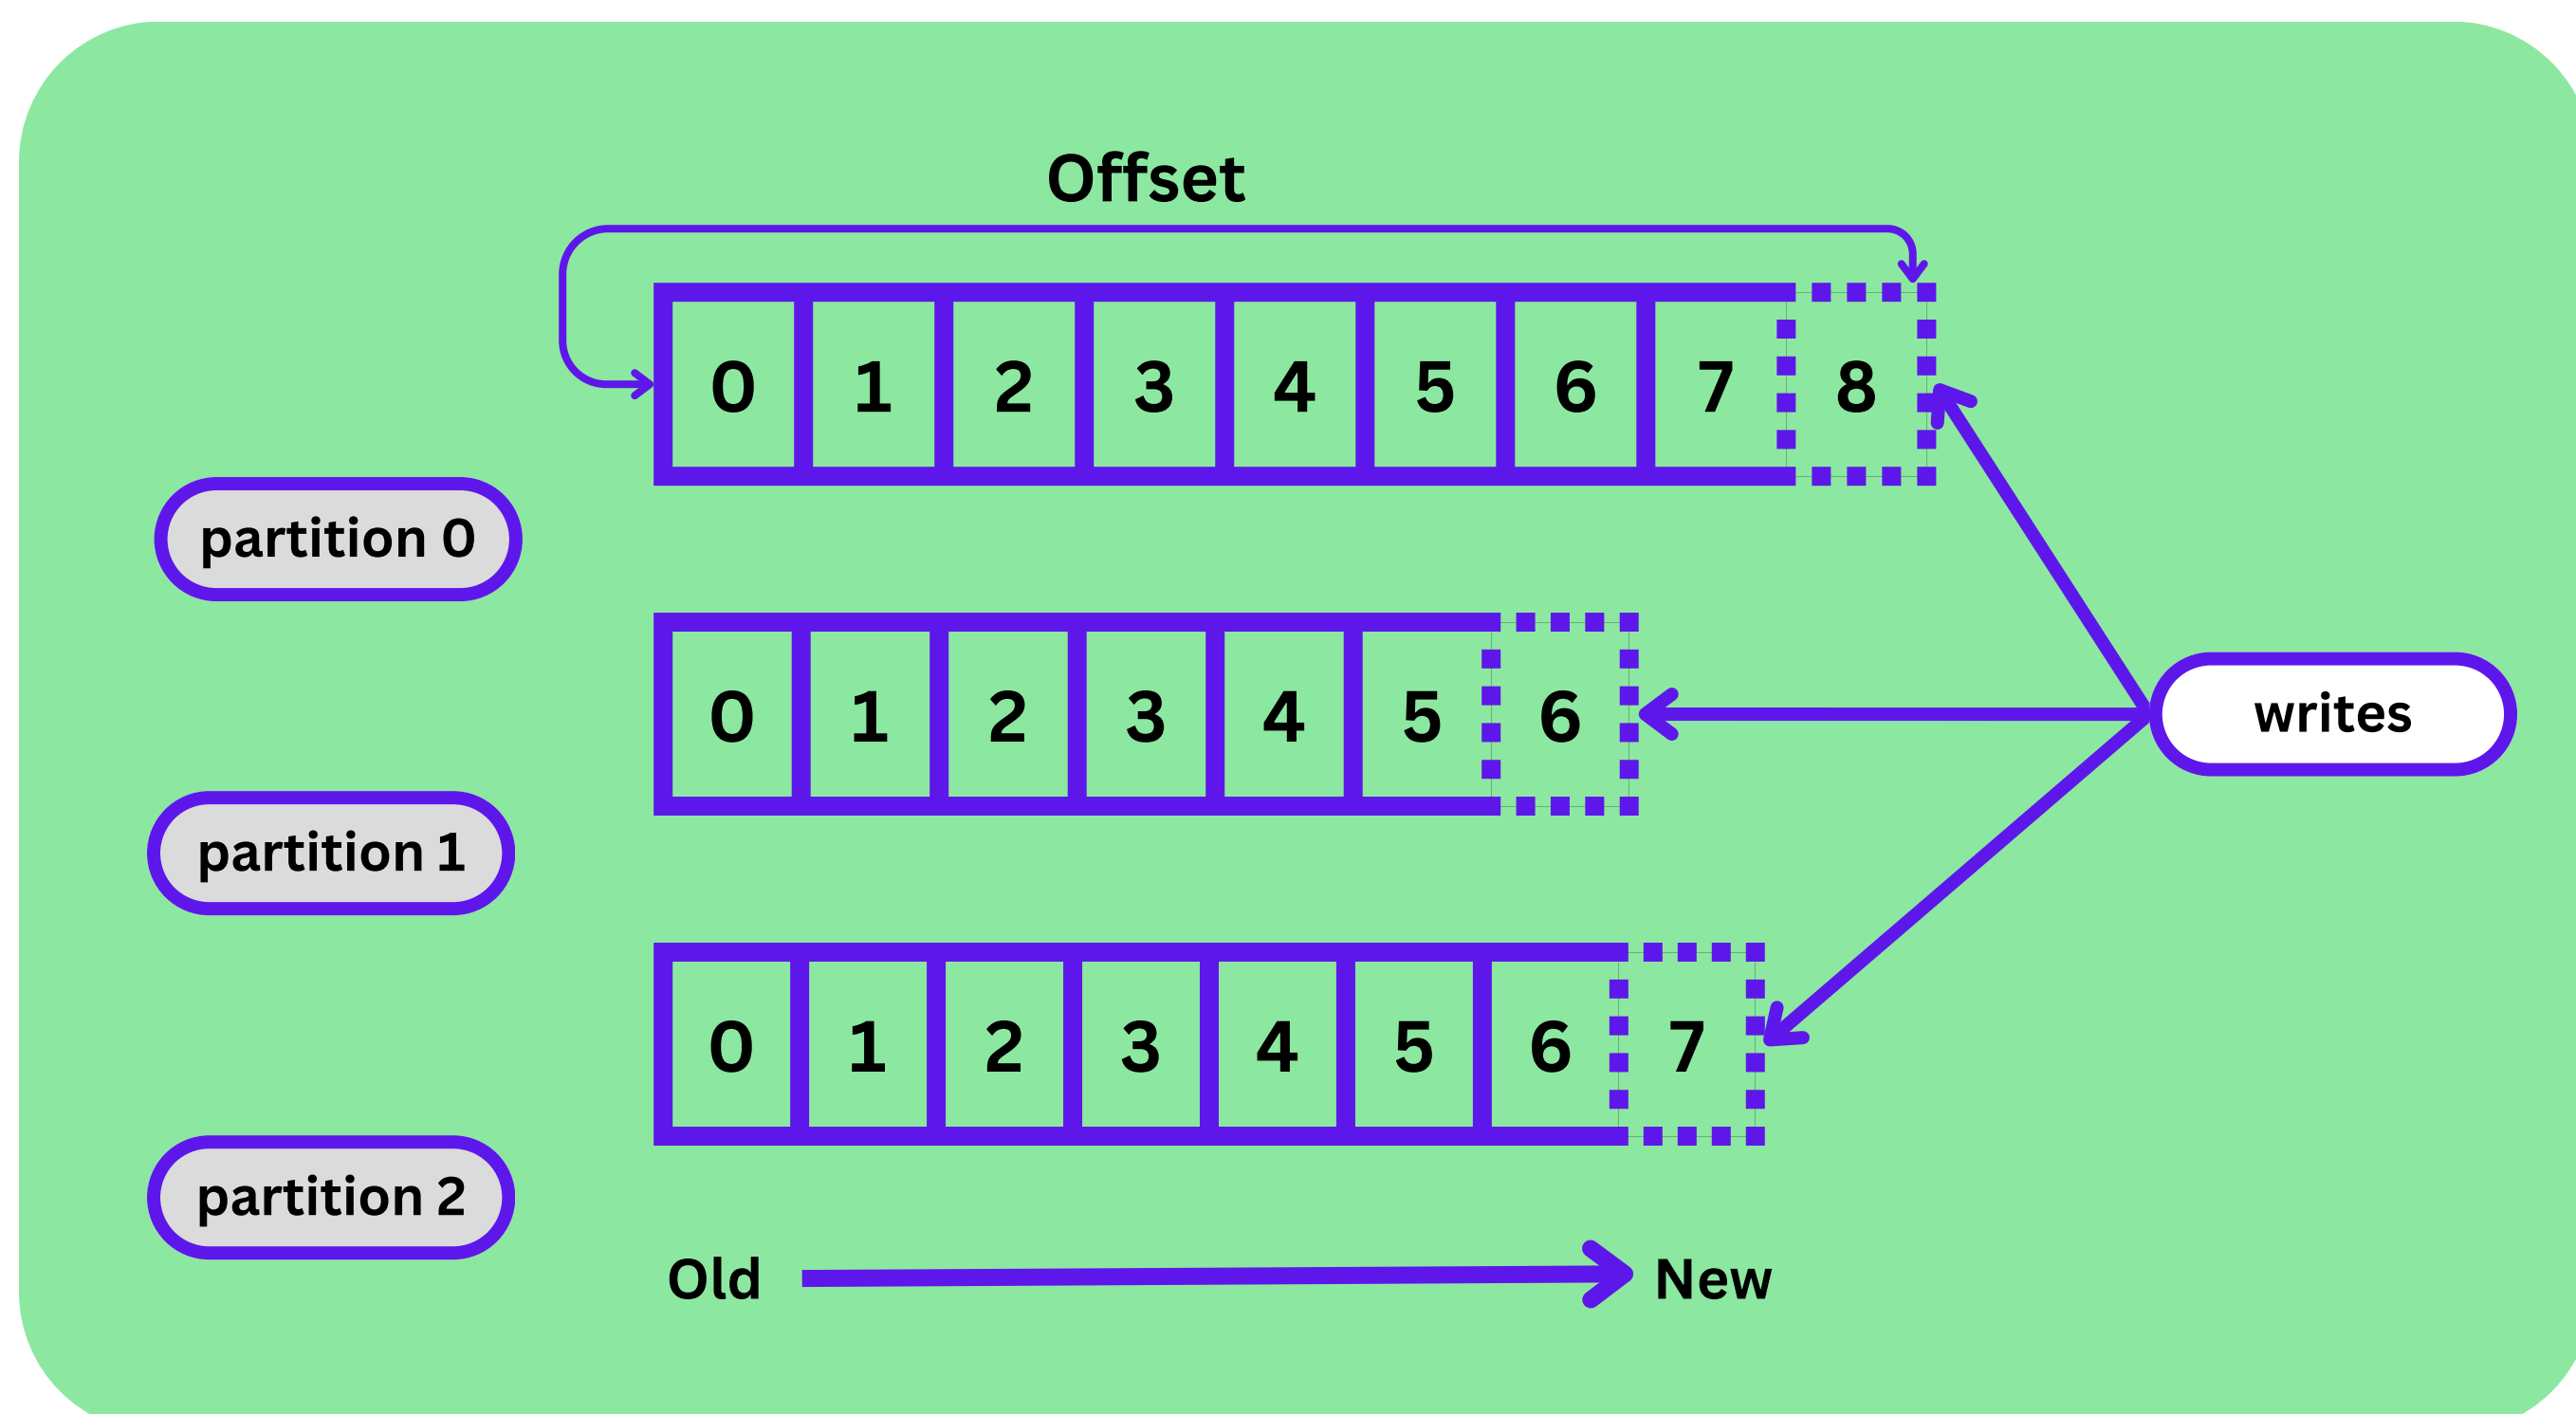 Offset
0 1 2 3 4 5 6 7 8
partition 0
0 1 2 3 4 5 6
writes
partition 1
0 1 2 3 4 5 6 7
partition 2
Old New